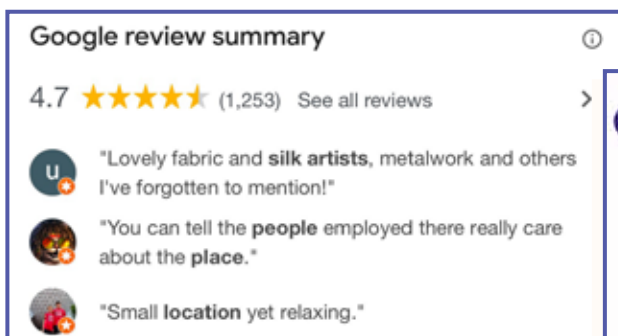 Google review summary
4.7 (1,253) See all reviews
u
"Lovely fabric and silk artists, metalwork and others
I've forgotten to mention!"
"You can tell the people employed there really care
about the place."
"Small location yet relaxing."